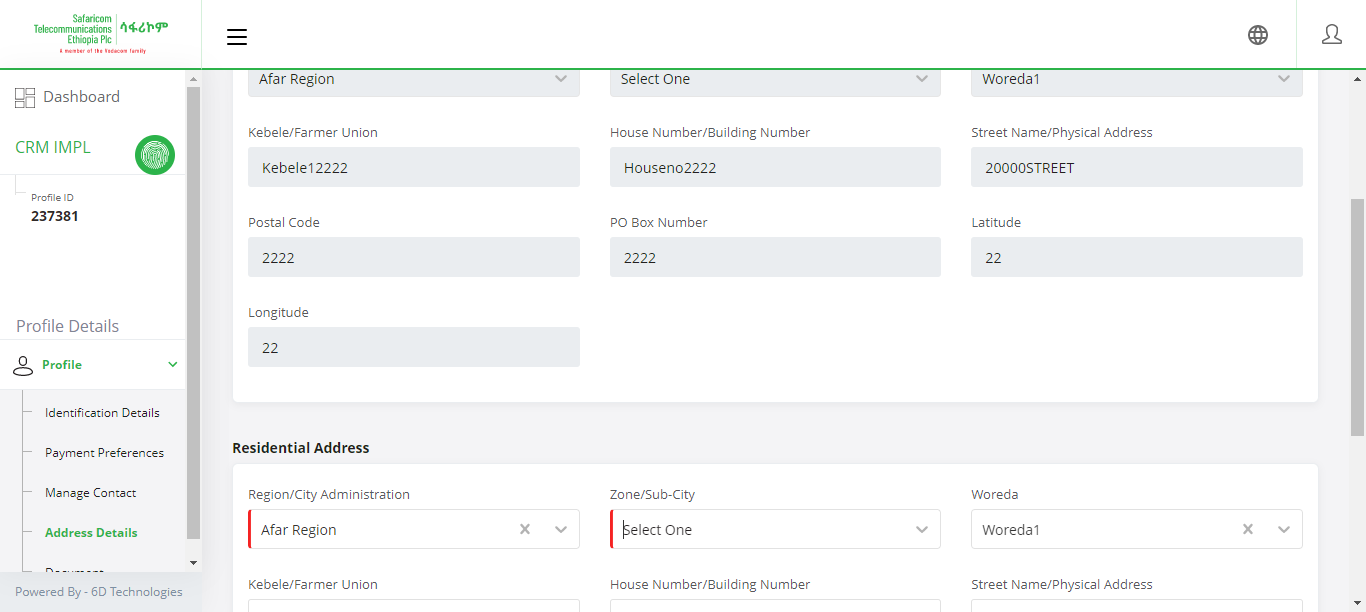 Safaricom
Telecommunications
Ethiopia Plc
ሳፋሪኮም
A member of the Vodacom family
Dashboard
CRM IMPL
Profile ID
237381
Profile Details
Profile
Identification Details
Payment Preferences
Manage Contact
Address Details
Document
Powered By - 6D Technologies
Afar Region Select One Woreda1
Kebele/Farmer Union House Number/Building Number Street Name/Physical Address
Kebele12222 Houseno2222 20000STREET
Postal Code PO Box Number Latitude
2222 2222 22
Longitude
22
Residential Address
Region/City Administration Zone/Sub-City Woreda
Afar Region Select One Woreda1
Kebele/Farmer Union House Number/Building Number Street Name/Physical Address